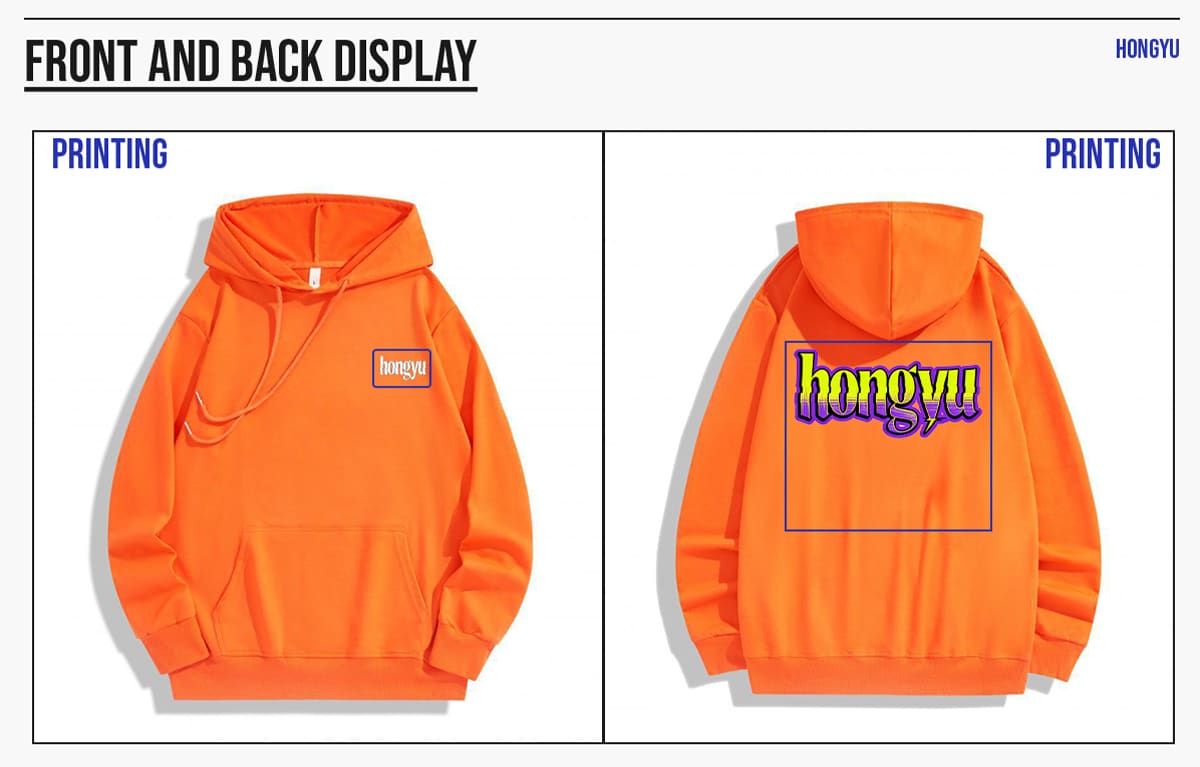 FRONT AND BACK DISPLAY
HONGYU
PRINTING
PRINTING
hongyu
hongyu